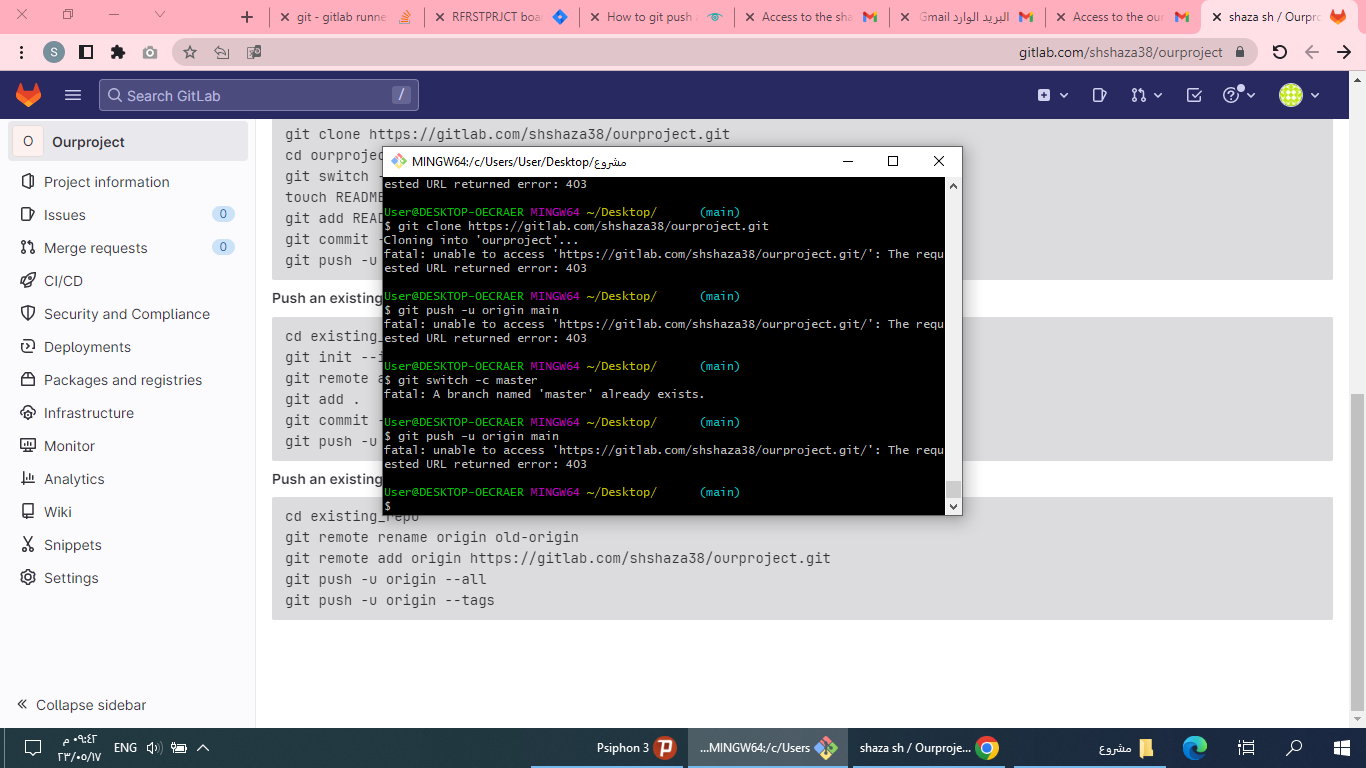 git - gitlab runne
RFRSTPRJCT boa
How to git push
Access to the sha
Gmail البريد الوارد
Access to the our
shaza sh / Ourpro
S
gitlab.com/shshaza38/ourproject
Search GitLab
/
O
Ourproject
Project information
Issues
0
Merge requests
0
CI/CD
Security and Compliance
Deployments
Packages and registries
Infrastructure
Monitor
Analytics
Wiki
Snippets
Settings
Collapse sidebar
git clone https://gitlab.com/shshaza38/ourproject.git
cd ourprojec
git switch -
touch README
git add READ
git commit -
git push -u
Push an existing
cd existing_
git init --i
git remote a
git add .
git commit -
git push -u
Push an existing
cd existing_repo
git remote rename origin old-origin
git remote add origin https://gitlab.com/shshaza38/ourproject.git
git push -u origin --all
git push -u origin --tags
MINGW64:/c/Users/User/Desktop/مشروع
ested URL returned error: 403
User@DESKTOP-OECRAER MINGW64 ~/Desktop/ (main)
$ git clone https://gitlab.com/shshaza38/ourproject.git
Cloning into 'ourproject'...
fatal: unable to access 'https://gitlab.com/shshaza38/ourproject.git/': The requ
ested URL returned error: 403
User@DESKTOP-OECRAER MINGW64 ~/Desktop/ (main)
$ git push -u origin main
fatal: unable to access 'https://gitlab.com/shshaza38/ourproject.git/': The requ
ested URL returned error: 403
User@DESKTOP-OECRAER MINGW64 ~/Desktop/ (main)
$ git switch -c master
fatal: A branch named 'master' already exists.
User@DESKTOP-OECRAER MINGW64 ~/Desktop/ (main)
$ git push -u origin main
fatal: unable to access 'https://gitlab.com/shshaza38/ourproject.git/': The requ
ested URL returned error: 403
User@DESKTOP-OECRAER MINGW64 ~/Desktop/ (main)
$
٠٩:٤٢ م
٢٣/٠٥/١٧
ENG
Psiphon 3
...MINGW64:/c/Users
shaza sh / Ourproje...
مشروع